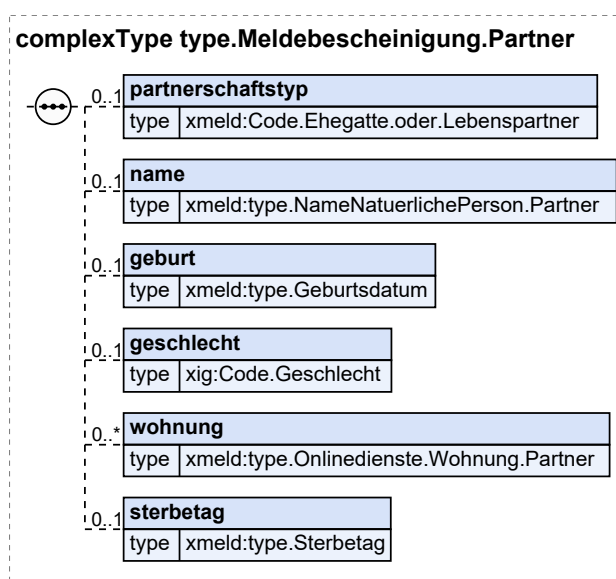 complexType type.Meldebescheinigung.Partner
0..1 partnerschaftstyp
type xmeld:Code.Ehegatte.oder.Lebenspartner
0..1 name
type xmeld:type.NameNatuerlichePerson.Partner
0..1 geburt
type xmeld:type.Geburtsdatum
0..1 geschlecht
type xig:Code.Geschlecht
0..* wohnung
type xmeld:type.Onlinedienste.Wohnung.Partner
0..1 sterbetag
type xmeld:type.Sterbetag